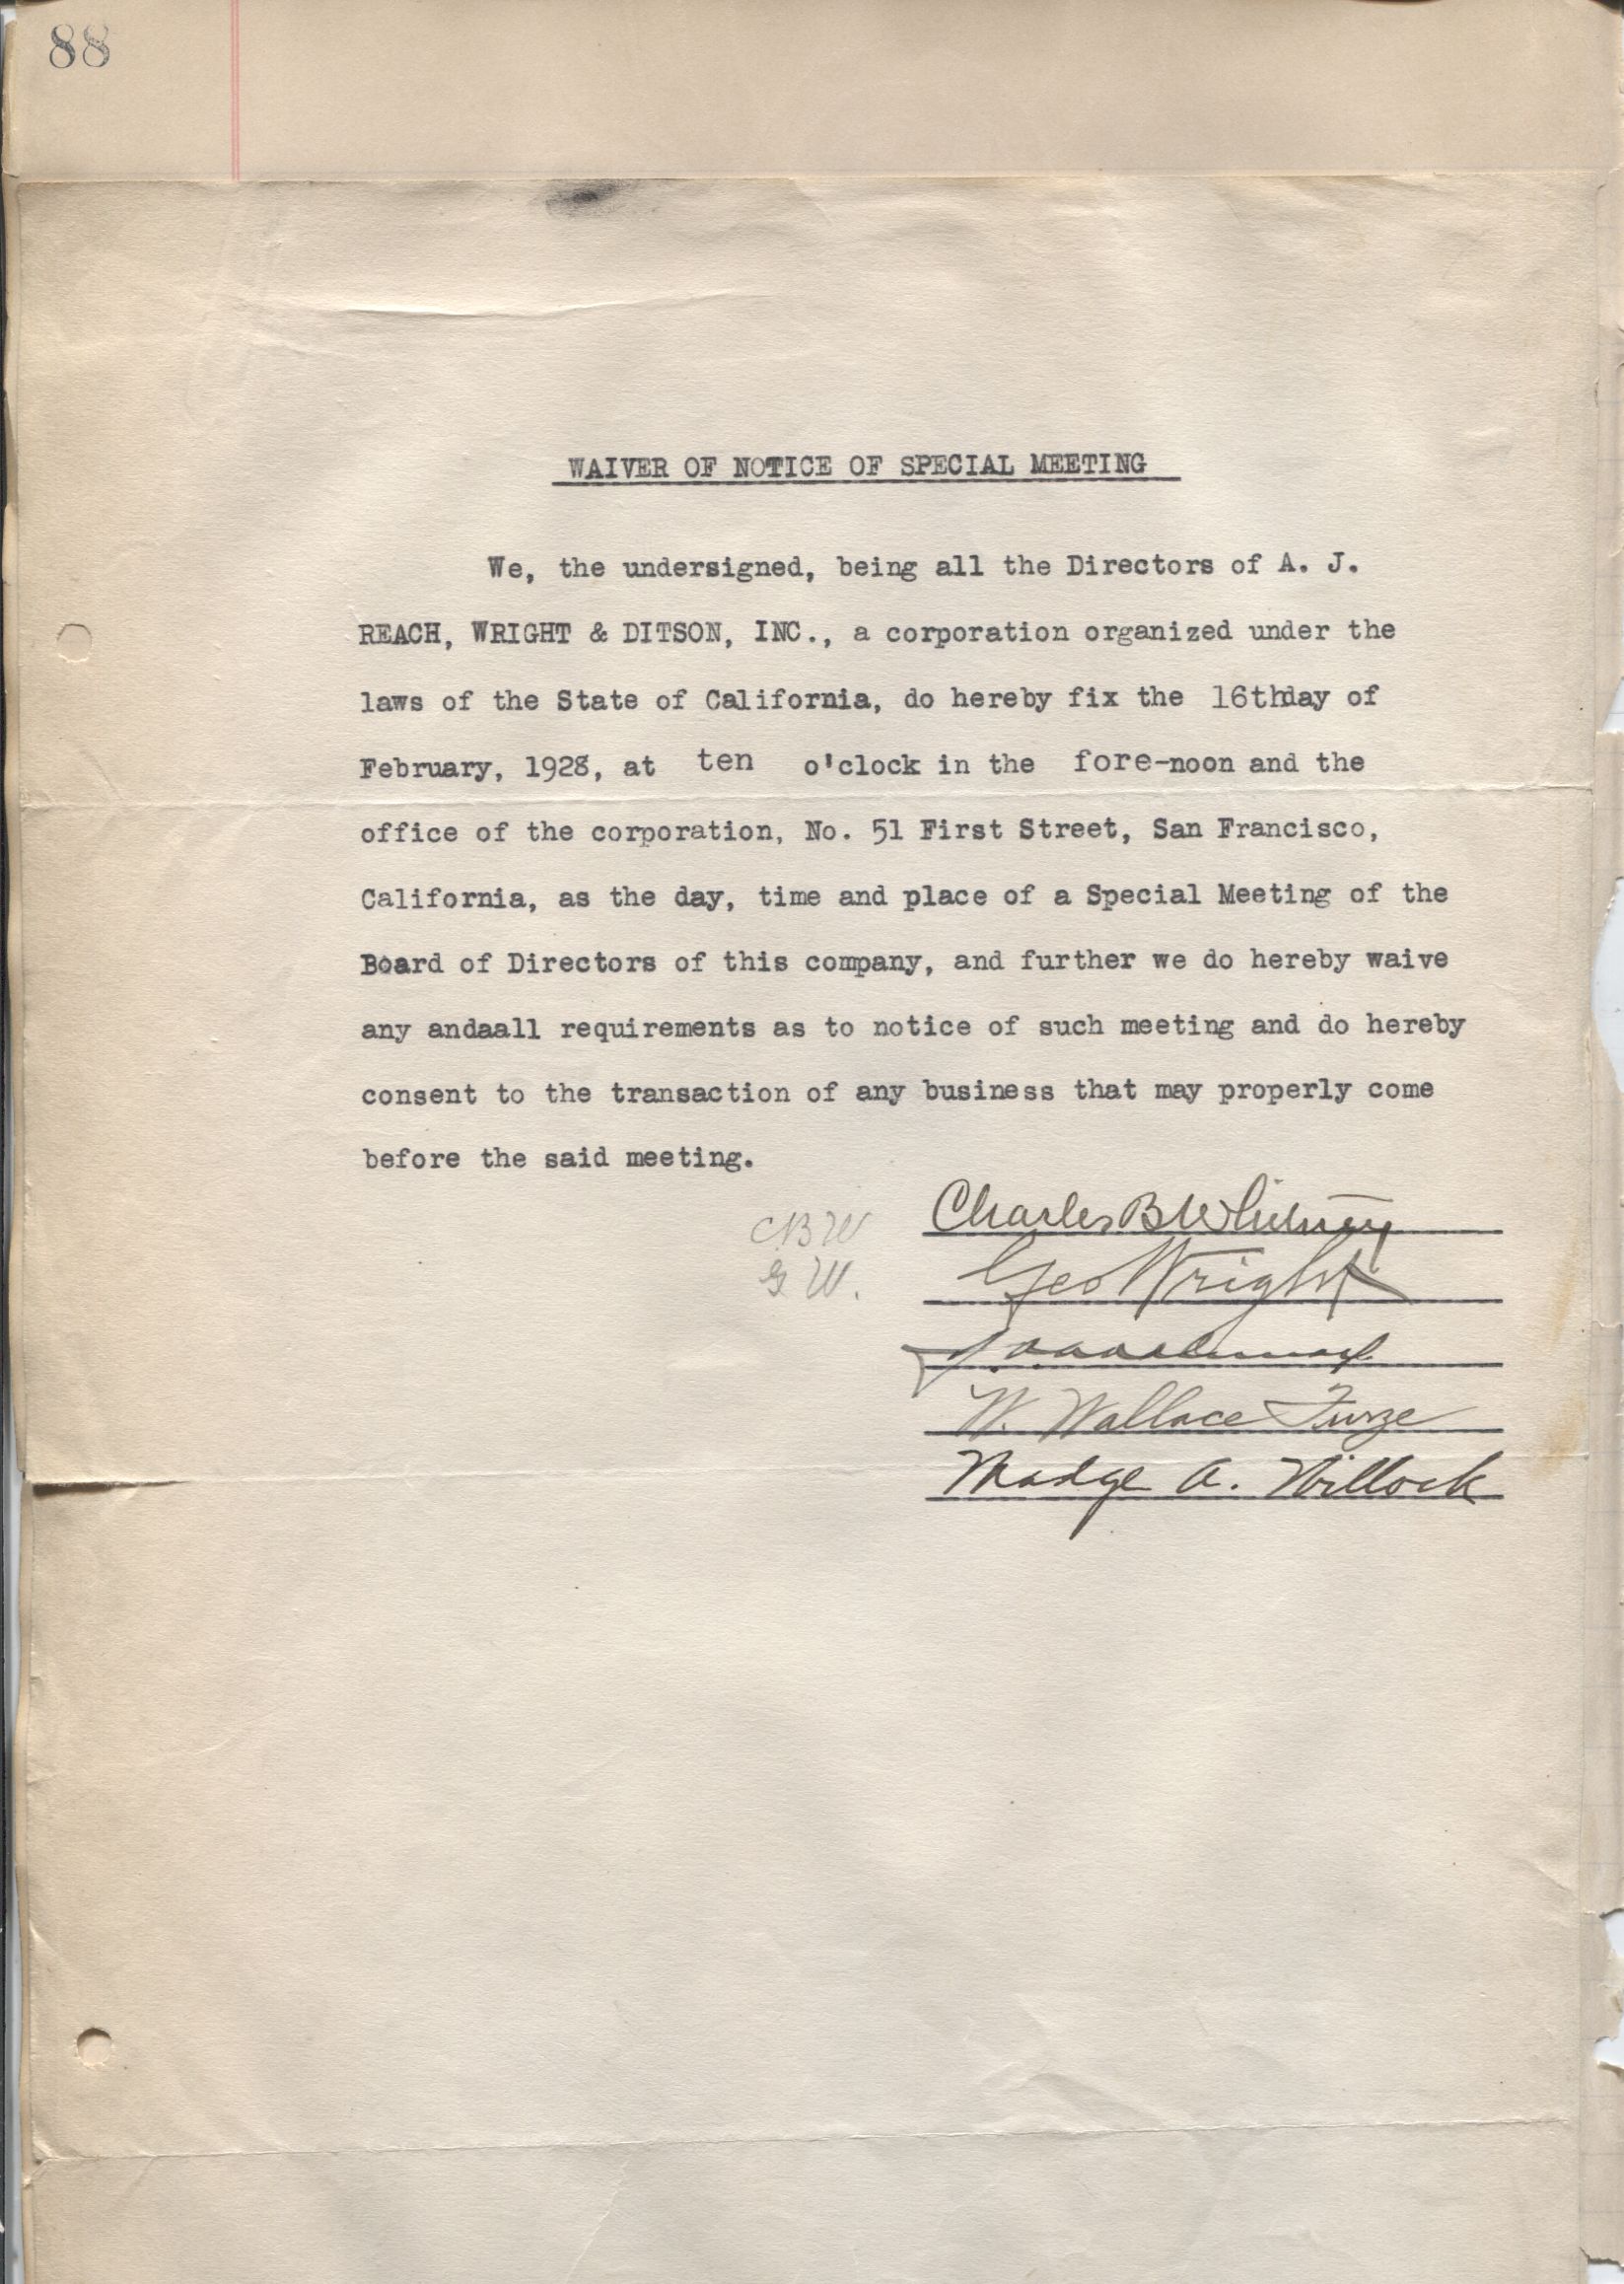 88
WAIVER OF NOTICE OF SPECIAL MEETING
We, the undersigned, being all the Directors of A. J.
REACH, WRIGHT & DITSON, INC., a corporation organized under the
laws of the State of California, do hereby fix the 16thday of
February, 1928, at ten o'clock in the fore-noon and the
office of the corporation, No. 51 First Street, San Francisco,
California, as the day, time and place of a Special Meeting of the
Board of Directors of this company, and further we do hereby waive
any andaall requirements as to notice of such meeting and do hereby
consent to the transaction of any business that may properly come
before the said meeting.
CBW Charles B Whitney
GW. Geo Wright
W. Wallace Furze
Madge A. Willock